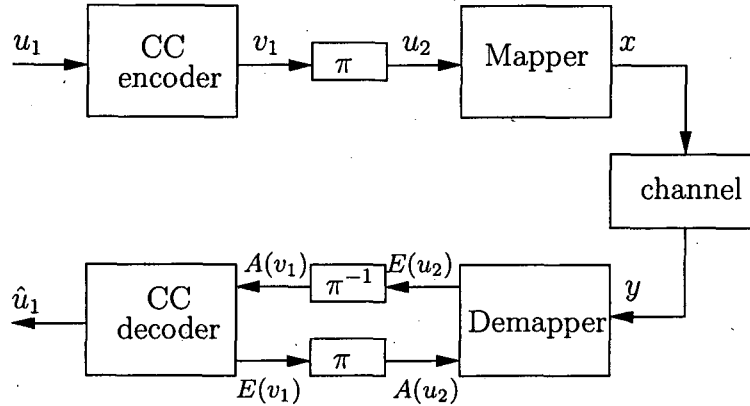 u₁ CC encoder v₁ π u₂ Mapper x
channel
A(v₁) π⁻¹ E(u₂) y
û₁ CC decoder Demapper
E(v₁) π A(u₂)